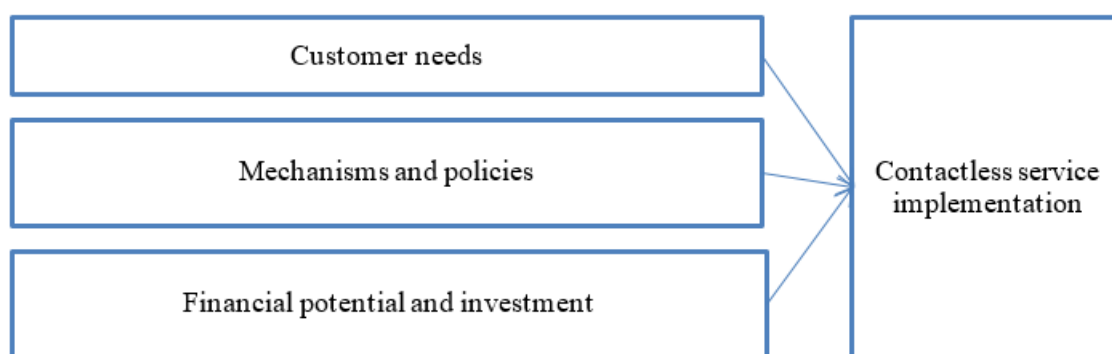 Customer needs
Mechanisms and policies
Contactless service
implementation
Financial potential and investment